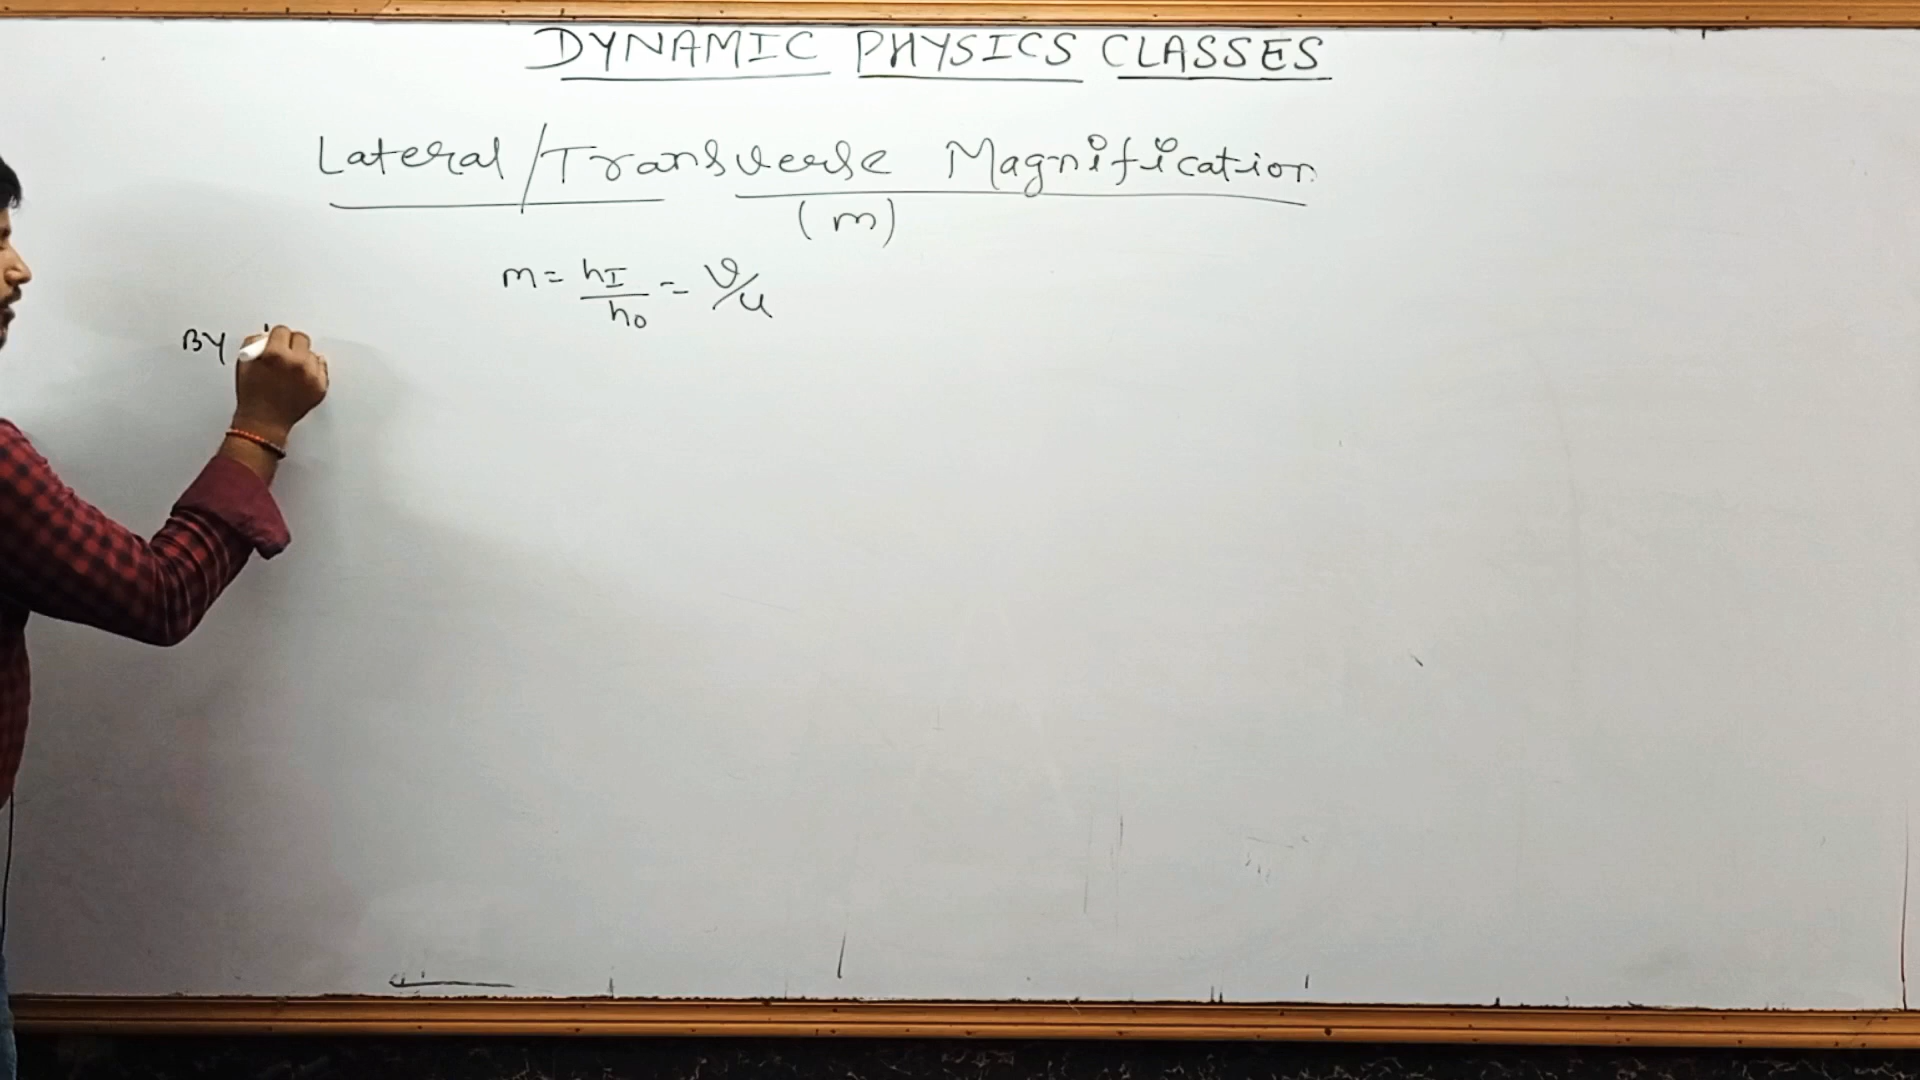 DYNAMIC PHYSICS CLASSES
Lateral/Transverse Magnification
(m)
m = hI/hO = v/u
BY